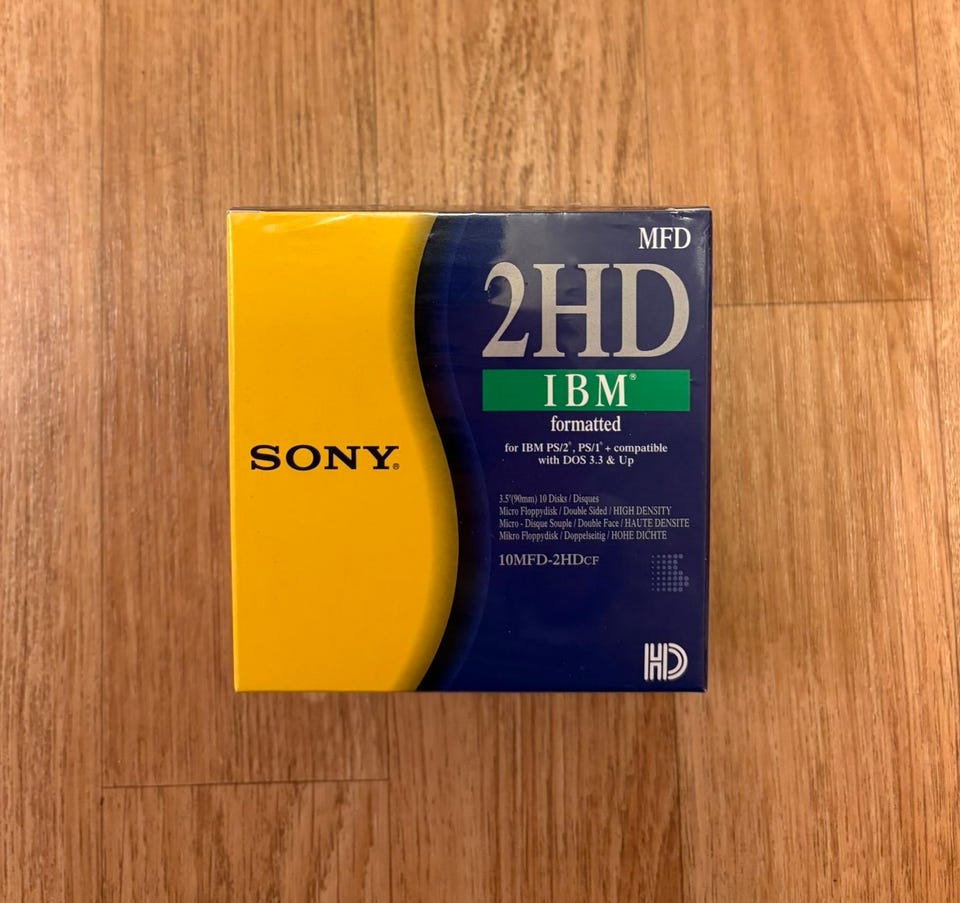 MFD
2HD
IBM®
formatted
for IBM PS/2®, PS/1® + compatible
with DOS 3.3 & Up
SONY®
3.5"(90mm) 10 Disks / Disques
Micro Floppydisk / Double Sided / HIGH DENSITY
Micro - Disque Souple / Double Face / HAUTE DENSITE
Mikro Floppydisk / Doppelseitig / HOHE DICHTE
10MFD-2HDCF
HD